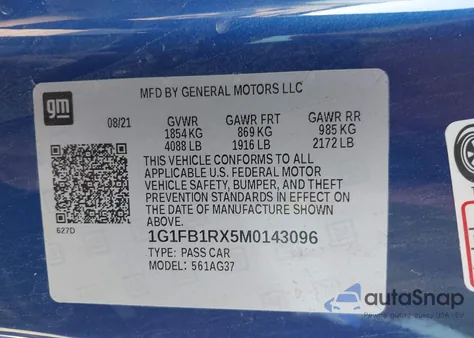 MFD BY GENERAL MOTORS LLC
gm
08/21 GVWR GAWR FRT GAWR RR
1854 KG 869 KG 985 KG
4088 LB 1916 LB 2172 LB
THIS VEHICLE CONFORMS TO ALL
APPLICABLE U.S. FEDERAL MOTOR
VEHICLE SAFETY, BUMPER, AND THEFT
PREVENTION STANDARDS IN EFFECT ON
THE DATE OF MANUFACTURE SHOWN
ABOVE.
627D
1G1FB1RX5M0143096
TYPE: PASS CAR
MODEL: 561AG37
autaSnap